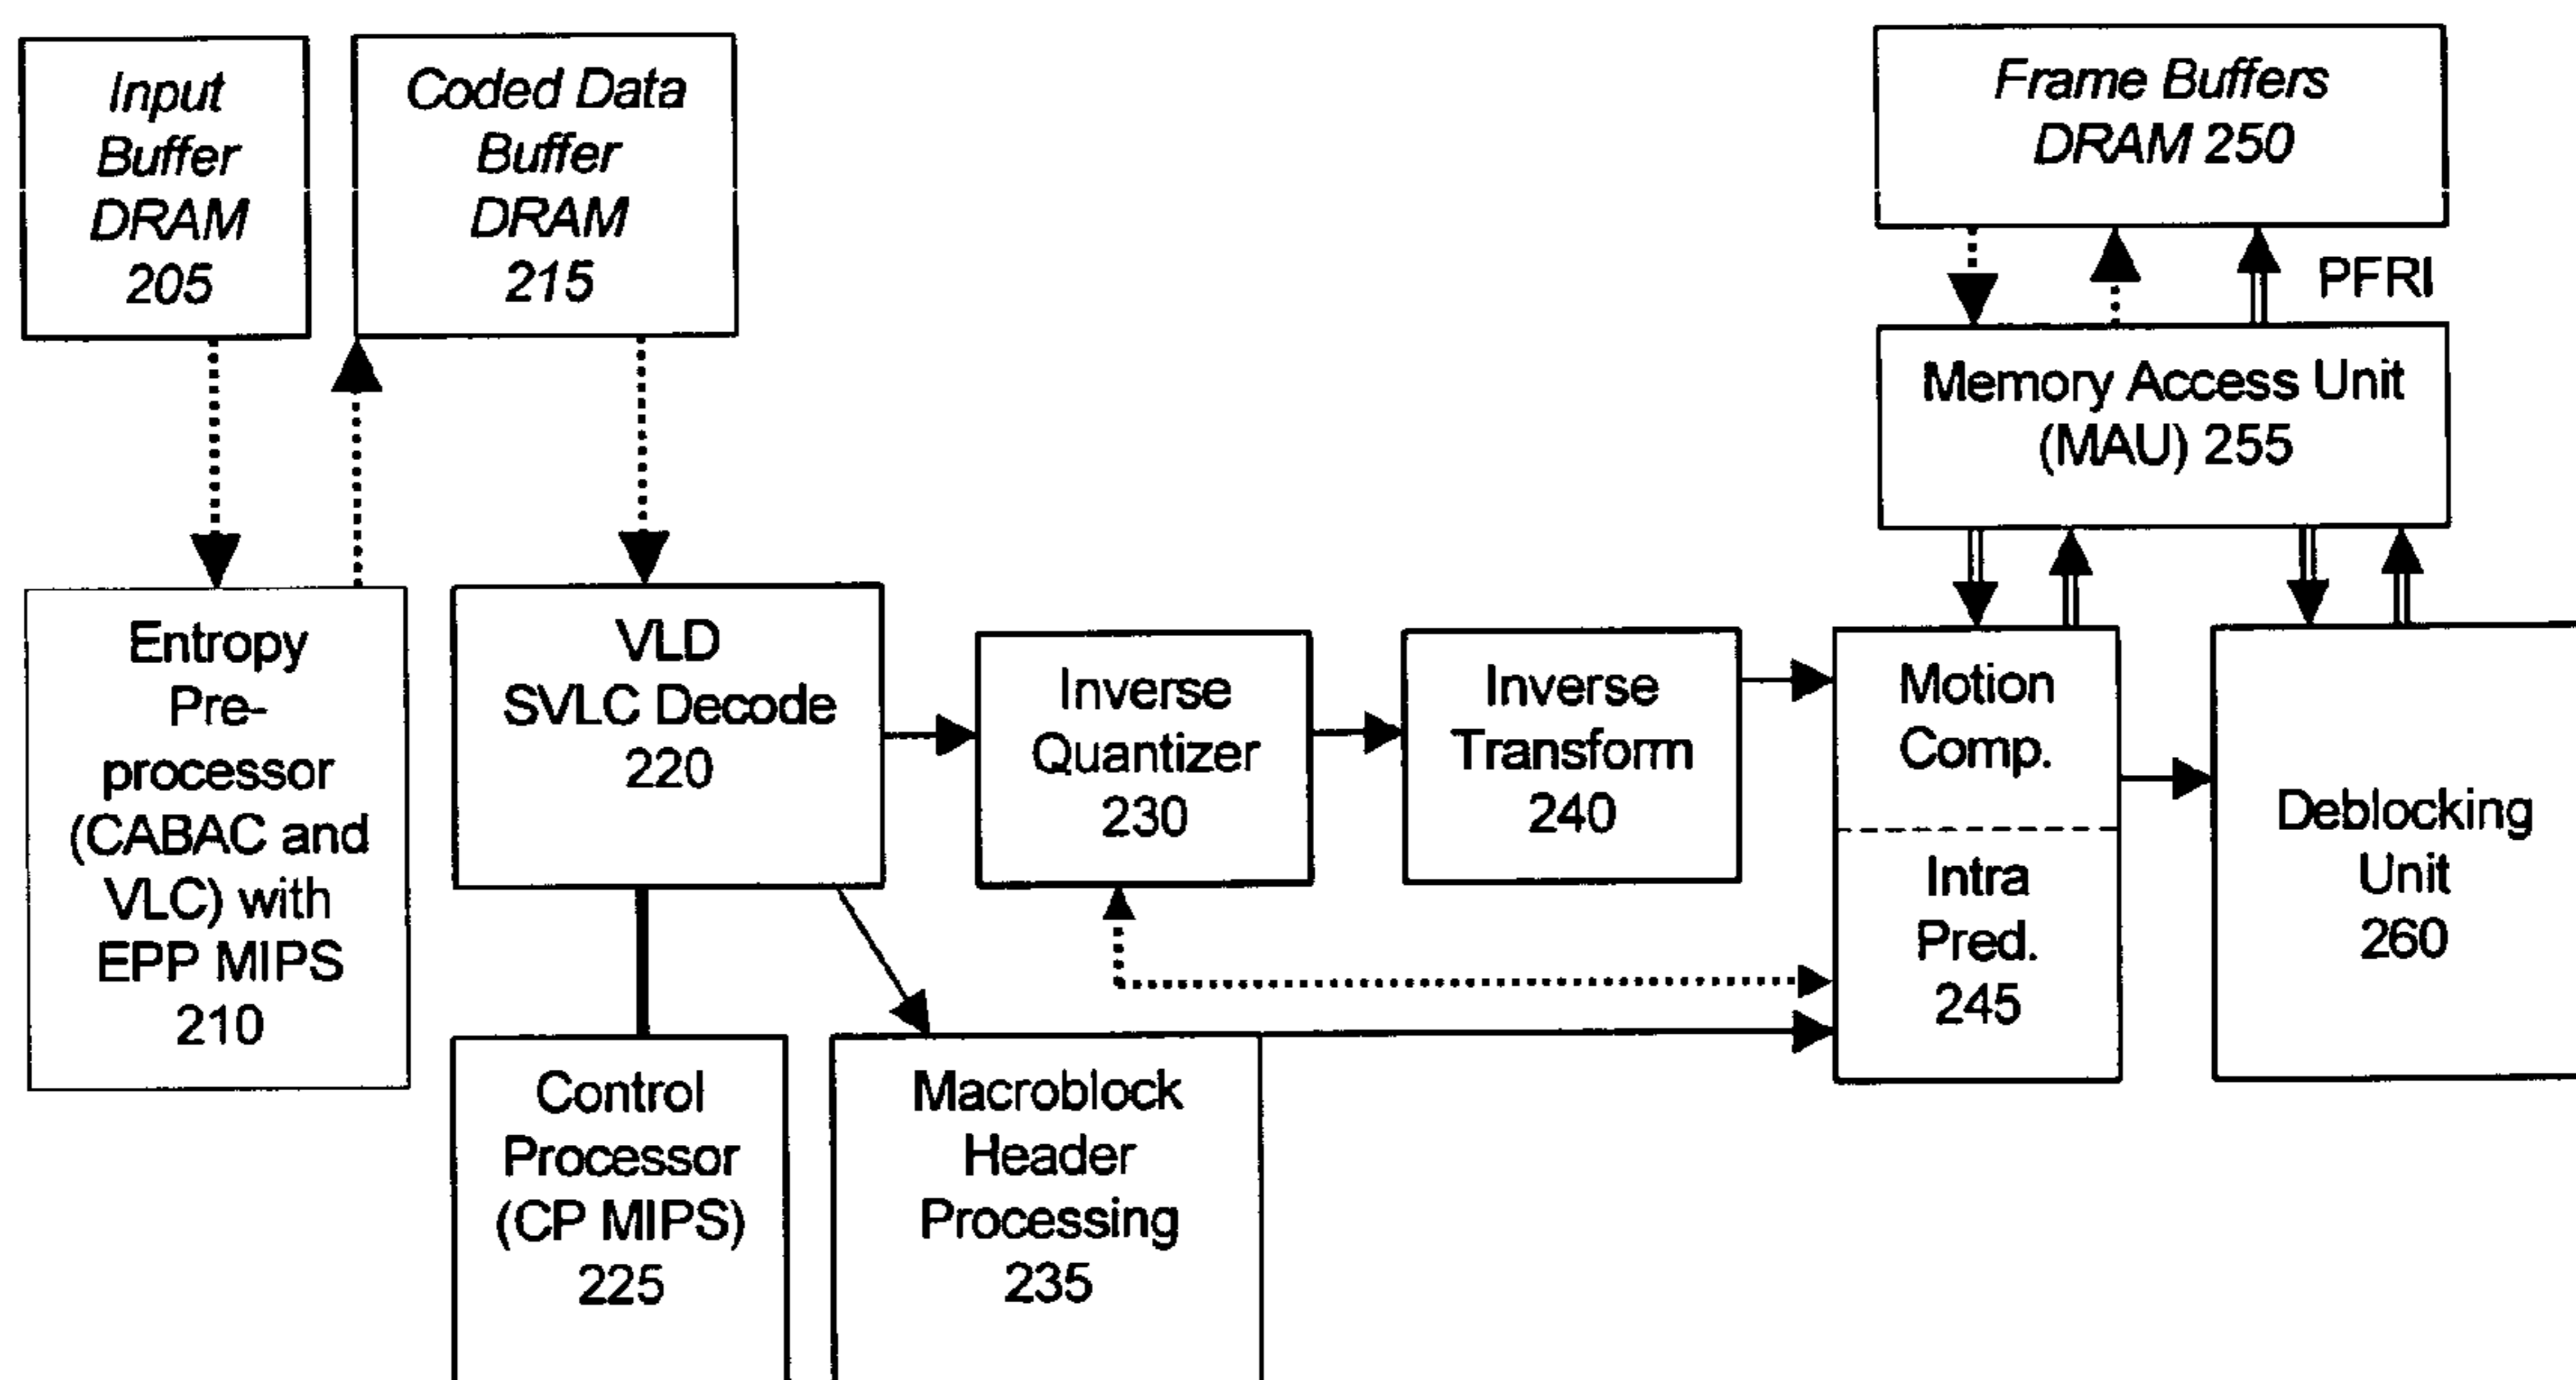 Input
Buffer
DRAM
205
Coded Data
Buffer
DRAM
215
Frame Buffers
DRAM 250
PFRI
Memory Access Unit
(MAU) 255
Entropy
Pre-
processor
(CABAC and
VLC) with
EPP MIPS
210
VLD
SVLC Decode
220
Inverse
Quantizer
230
Inverse
Transform
240
Motion
Comp.
Intra
Pred.
245
Deblocking
Unit
260
Control
Processor
(CP MIPS)
225
Macroblock
Header
Processing
235